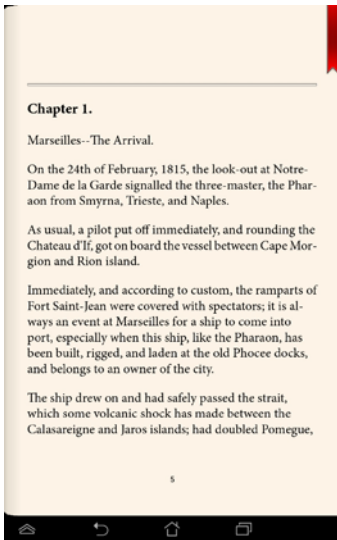 Chapter 1.
Marseilles--The Arrival.
On the 24th of February, 1815, the look-out at Notre-
Dame de la Garde signalled the three-master, the Phar-
aon from Smyrna, Trieste, and Naples.
As usual, a pilot put off immediately, and rounding the
Chateau d'If, got on board the vessel between Cape Mor-
gion and Rion island.
Immediately, and according to custom, the ramparts of
Fort Saint-Jean were covered with spectators; it is al-
ways an event at Marseilles for a ship to come into
port, especially when this ship, like the Pharaon, has
been built, rigged, and laden at the old Phocee docks,
and belongs to an owner of the city.
The ship drew on and had safely passed the strait,
which some volcanic shock has made between the
Calasareigne and Jaros islands; had doubled Pomegue,
5